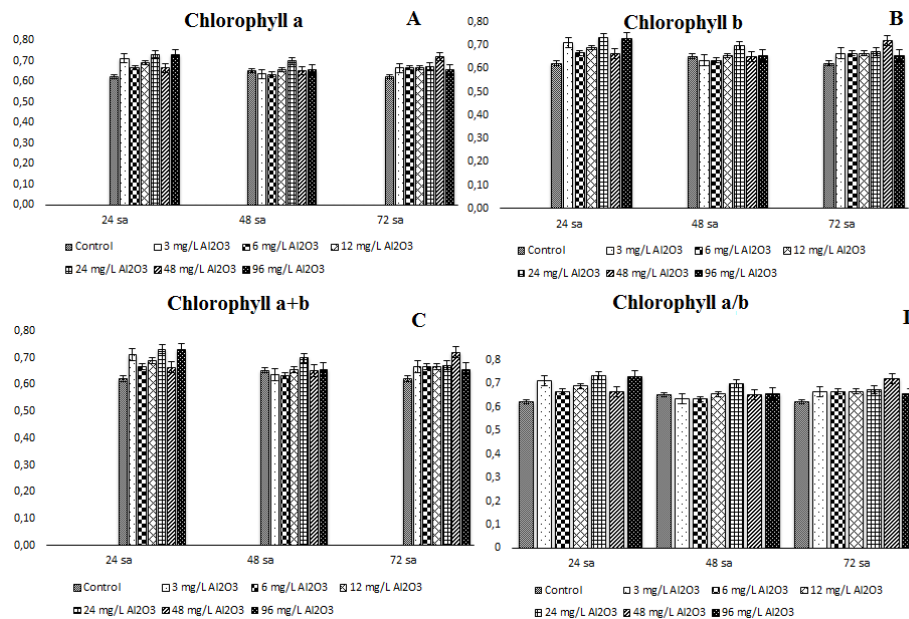 Chlorophyll a
A
0,80
0,70
0,60
0,50
0,40
0,30
0,20
0,10
0,00
24 sa 48 sa 72 sa
Control 3 mg/L Al2O3 6 mg/L Al2O3 12 mg/L Al2O3
24 mg/L Al2O3 48 mg/L Al2O3 96 mg/L Al2O3
Chlorophyll b
B
0,80
0,70
0,60
0,50
0,40
0,30
0,20
0,10
0,00
24 sa 48 sa 72 sa
Control 3 mg/L Al2O3 6 mg/L Al2O3 12 mg/L Al2O3
24 mg/L Al2O3 48 mg/L Al2O3 96 mg/L Al2O3
Chlorophyll a+b
C
0,80
0,70
0,60
0,50
0,40
0,30
0,20
0,10
0,00
24 sa 48 sa 72 sa
Control 3 mg/L Al2O3 6 mg/L Al2O3 12 mg/L Al2O3
24 mg/L Al2O3 48 mg/L Al2O3 96 mg/L Al2O3
Chlorophyll a/b
0,8
0,7
0,6
0,5
0,4
0,3
0,2
0,1
0
24 sa 48 sa 72 sa
Control 3 mg/L Al2O3 6 mg/L Al2O3 12 mg/L Al2O3
24 mg/L Al2O3 48 mg/L Al2O3 96 mg/L Al2O3